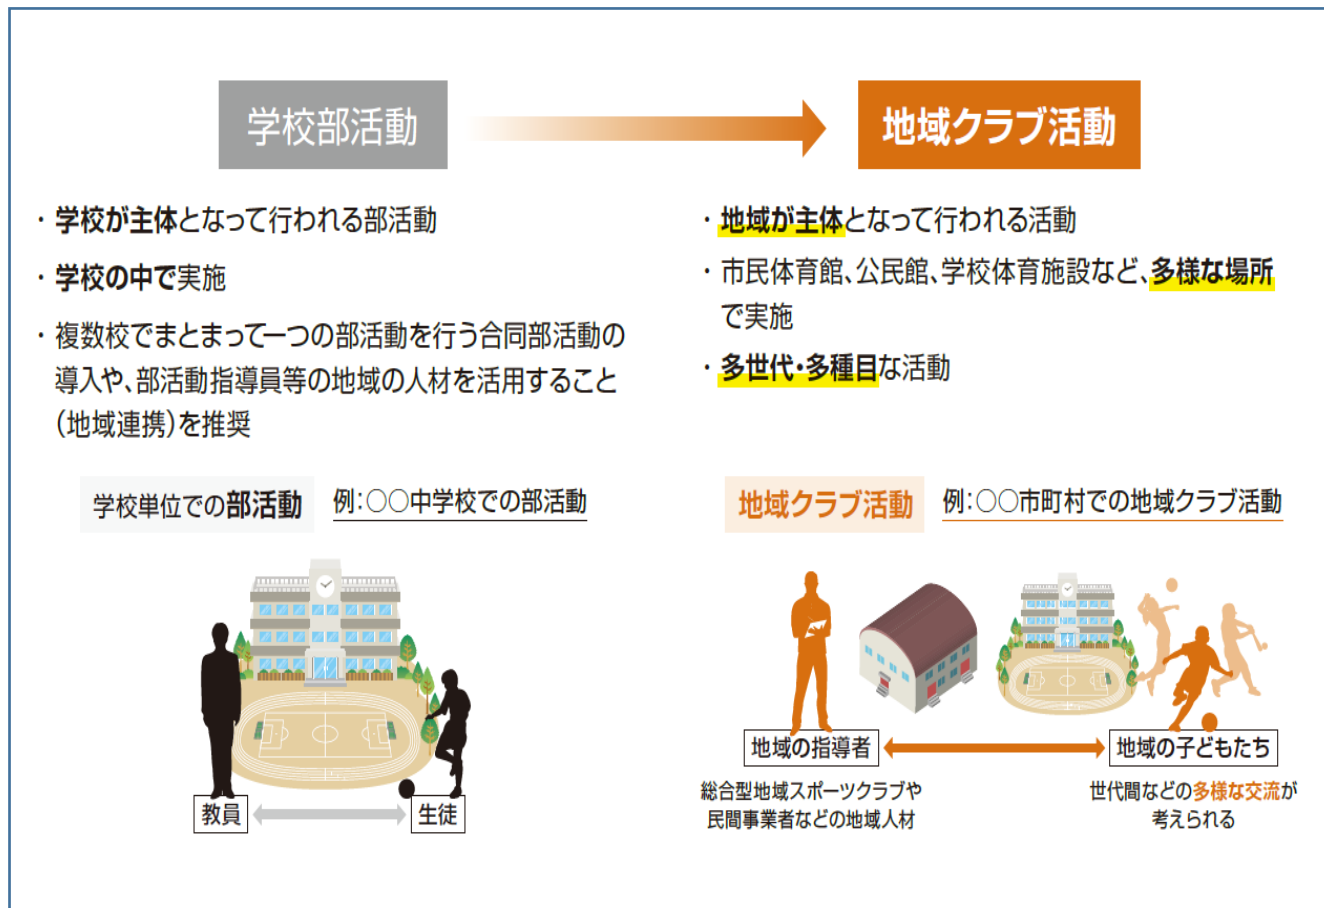 学校部活動
・学校が主体となって行われる部活動
・学校の中で実施
・複数校でまとまって一つの部活動を行う合同部活動の
導入や、部活動指導員等の地域の人材を活用すること
(地域連携)を推奨
学校単位での部活動
例:○○中学校での部活動
教員
生徒
地域クラブ活動
・地域が主体となって行われる活動
・市民体育館、公民館、学校体育施設など、多様な場所
で実施
・多世代・多種目な活動
地域クラブ活動
例:○○市町村での地域クラブ活動
地域の指導者
総合型地域スポーツクラブや
民間事業者などの地域人材
地域の子どもたち
世代間などの多様な交流が
考えられる